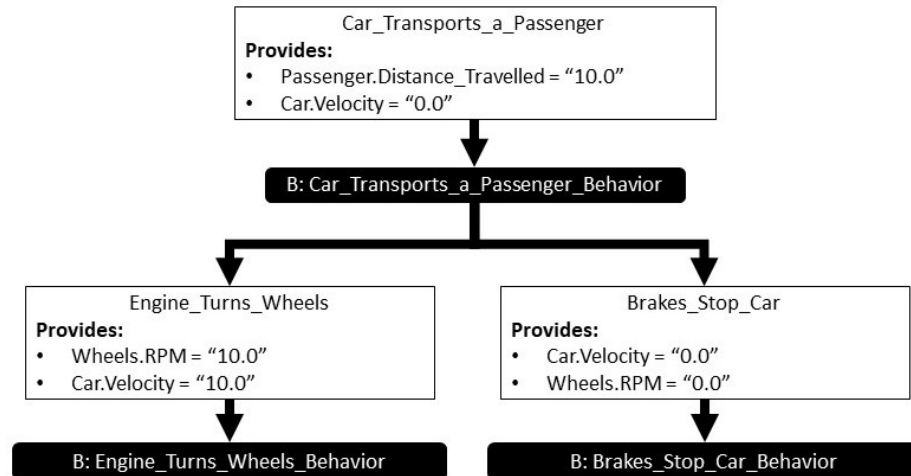 Car_Transports_a_Passenger
Provides:
• Passenger.Distance_Travelled = “10.0”
• Car.Velocity = “0.0”
B: Car_Transports_a_Passenger_Behavior
Engine_Turns_Wheels
Provides:
• Wheels.RPM = “10.0”
• Car.Velocity = “10.0”
B: Engine_Turns_Wheels_Behavior
Brakes_Stop_Car
Provides:
• Car.Velocity = “0.0”
• Wheels.RPM = “0.0”
B: Brakes_Stop_Car_Behavior